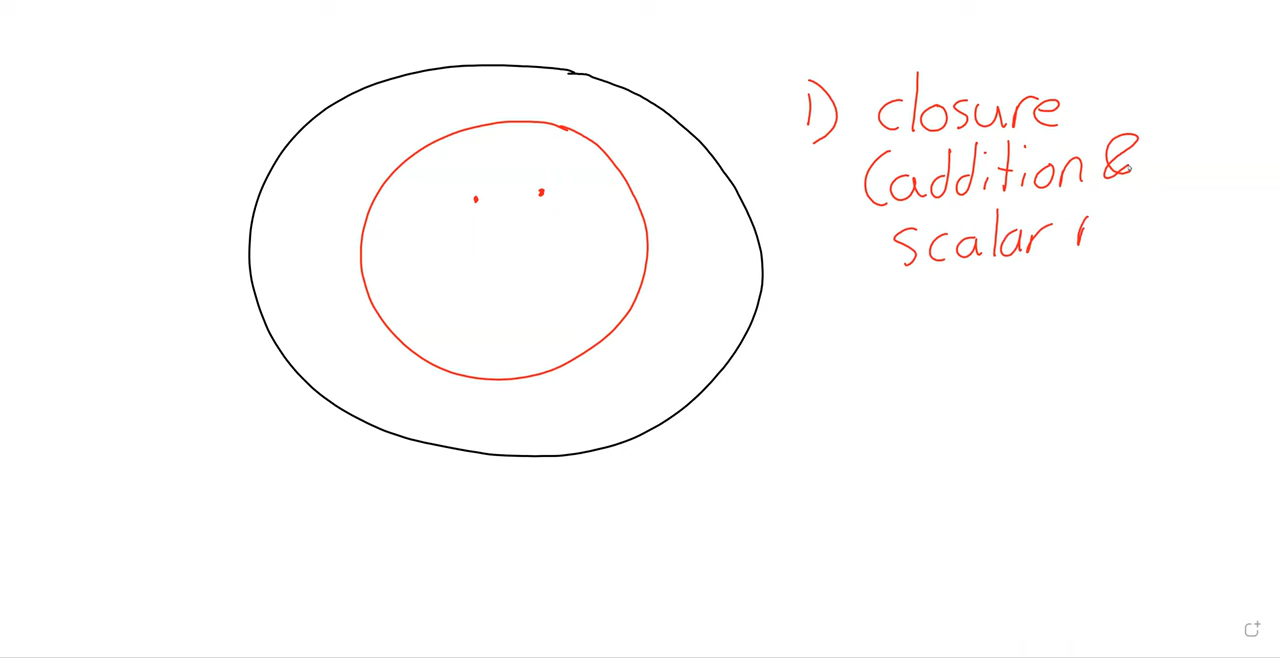 1) closure
(addition &
scalar